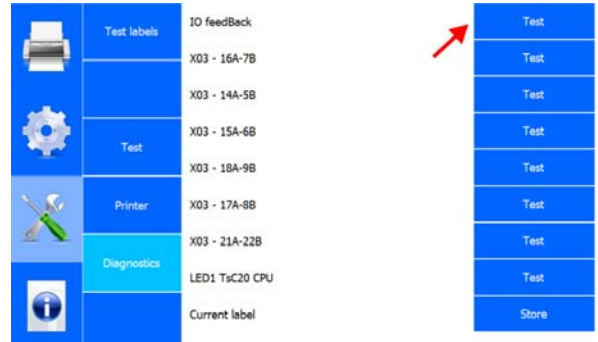 Test labels
Test
Printer
Diagnostics
IO feedBack Test
X03 - 16A-7B Test
X03 - 14A-5B Test
X03 - 15A-6B Test
X03 - 18A-9B Test
X03 - 17A-8B Test
X03 - 21A-22B Test
LED1 TsC20 CPU Test
Current label Store